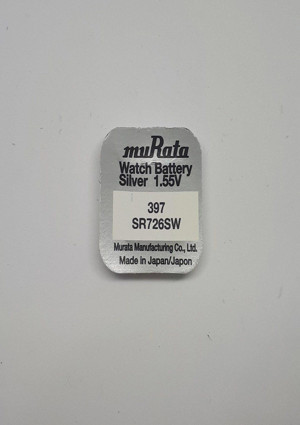 muRata
Watch Battery
Silver 1.55V
397
SR726SW
Murata Manufacturing Co., Ltd.
Made in Japan/Japon